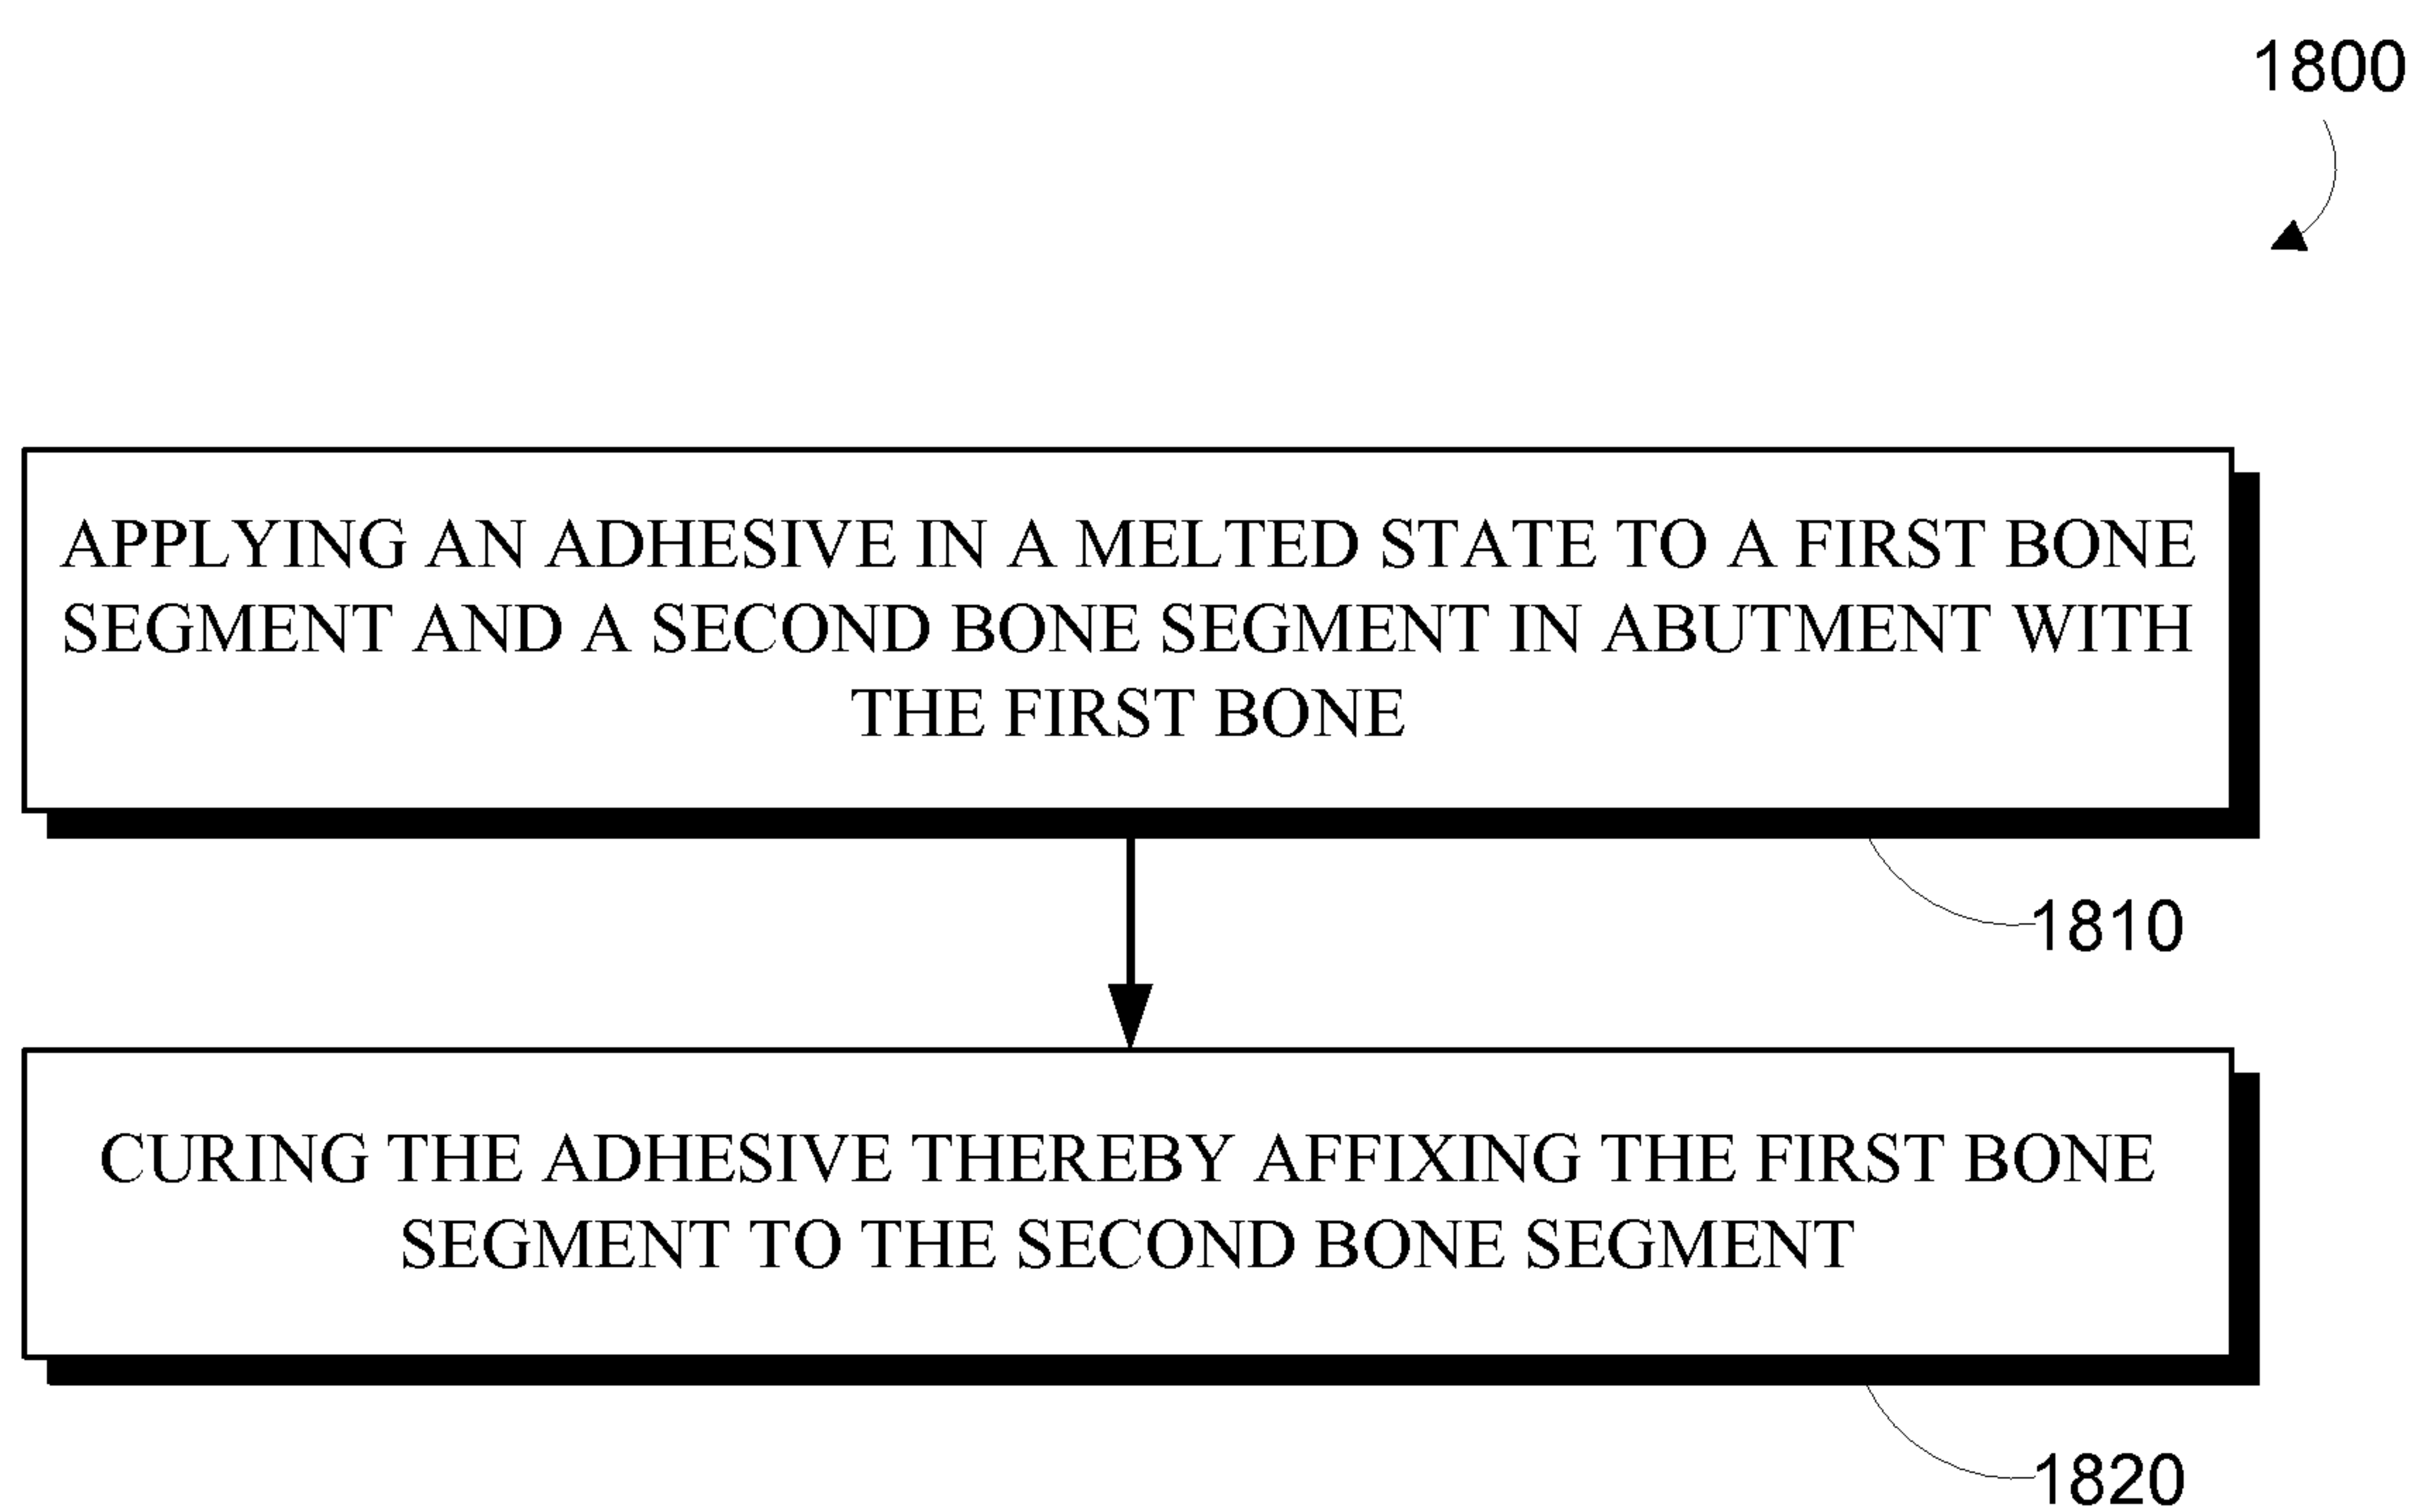 1800
APPLYING AN ADHESIVE IN A MELTED STATE TO A FIRST BONE
SEGMENT AND A SECOND BONE SEGMENT IN ABUTMENT WITH
THE FIRST BONE
1810
CURING THE ADHESIVE THEREBY AFFIXING THE FIRST BONE
SEGMENT TO THE SECOND BONE SEGMENT
1820